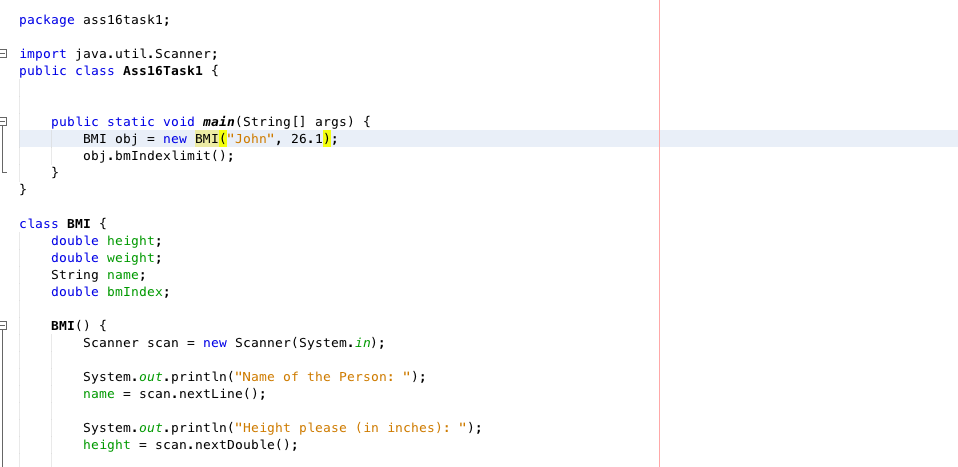 package ass16task1;
import java.util.Scanner;
public class Ass16Task1 {
public static void main(String[] args) {
BMI obj = new BMI("John", 26.1);
obj.bmIndexlimit();
}
}
class BMI {
double height;
double weight;
String name;
double bmIndex;
BMI() {
Scanner scan = new Scanner(System.in);
System.out.println("Name of the Person: ");
name = scan.nextLine();
System.out.println("Height please (in inches): ");
height = scan.nextDouble();